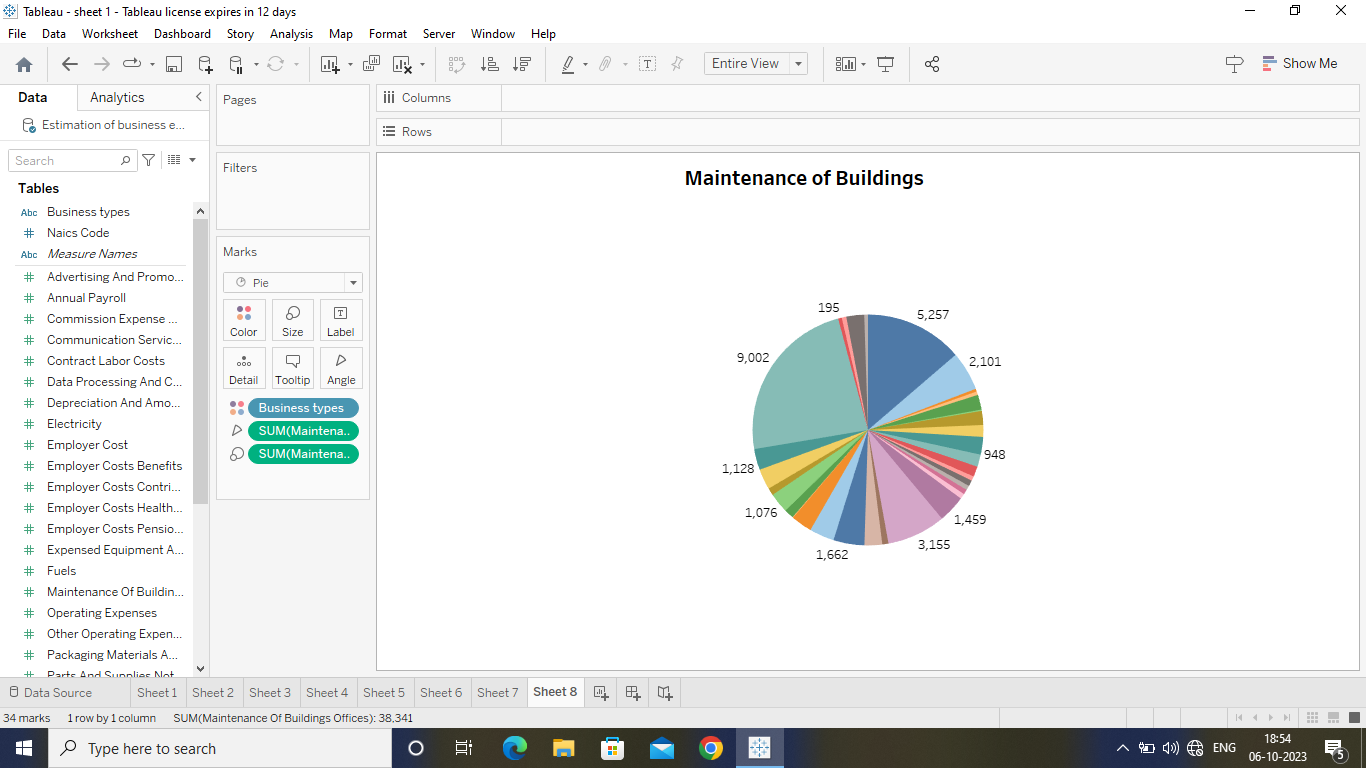 Tableau - sheet 1 - Tableau license expires in 12 days
File Data Worksheet Dashboard Story Analysis Map Format Server Window Help
Entire View
Show Me
Data Analytics
Estimation of business e...
Search
Tables
Abc Business types
# Naics Code
Abc Measure Names
# Advertising And Promo...
# Annual Payroll
# Commission Expense ...
# Communication Servic...
# Contract Labor Costs
# Data Processing And C...
# Depreciation And Amo...
# Electricity
# Employer Cost
# Employer Costs Benefits
# Employer Costs Contri...
# Employer Costs Health...
# Employer Costs Pensio...
# Expensed Equipment A...
# Fuels
# Maintenance Of Buildin...
# Operating Expenses
# Other Operating Expen...
# Packaging Materials A...
# Parts And Supplies Not
Pages
Filters
Marks
Pie
Color Size Label
Detail Tooltip Angle
Business types
SUM(Maintena..
SUM(Maintena..
Columns
Rows
Maintenance of Buildings
195
5,257
9,002
2,101
948
1,128
1,076
1,459
3,155
1,662
Data Source Sheet 1 Sheet 2 Sheet 3 Sheet 4 Sheet 5 Sheet 6 Sheet 7 Sheet 8
34 marks 1 row by 1 column SUM(Maintenance Of Buildings Offices): 38,341
Type here to search
ENG
18:54
06-10-2023
5